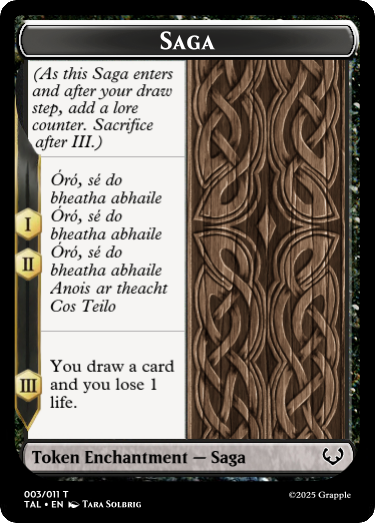 Saga
(As this Saga enters
and after your draw
step, add a lore
counter. Sacrifice
after III.)
I
II
Óró, sé do
bheatha abhaile
Óró, sé do
bheatha abhaile
Óró, sé do
bheatha abhaile
Anois ar theacht
Cos Teilo
III
You draw a card
and you lose 1
life.
Token Enchantment — Saga
003/011 T
TAL • EN Tara Solbrig
©2025 Grapple